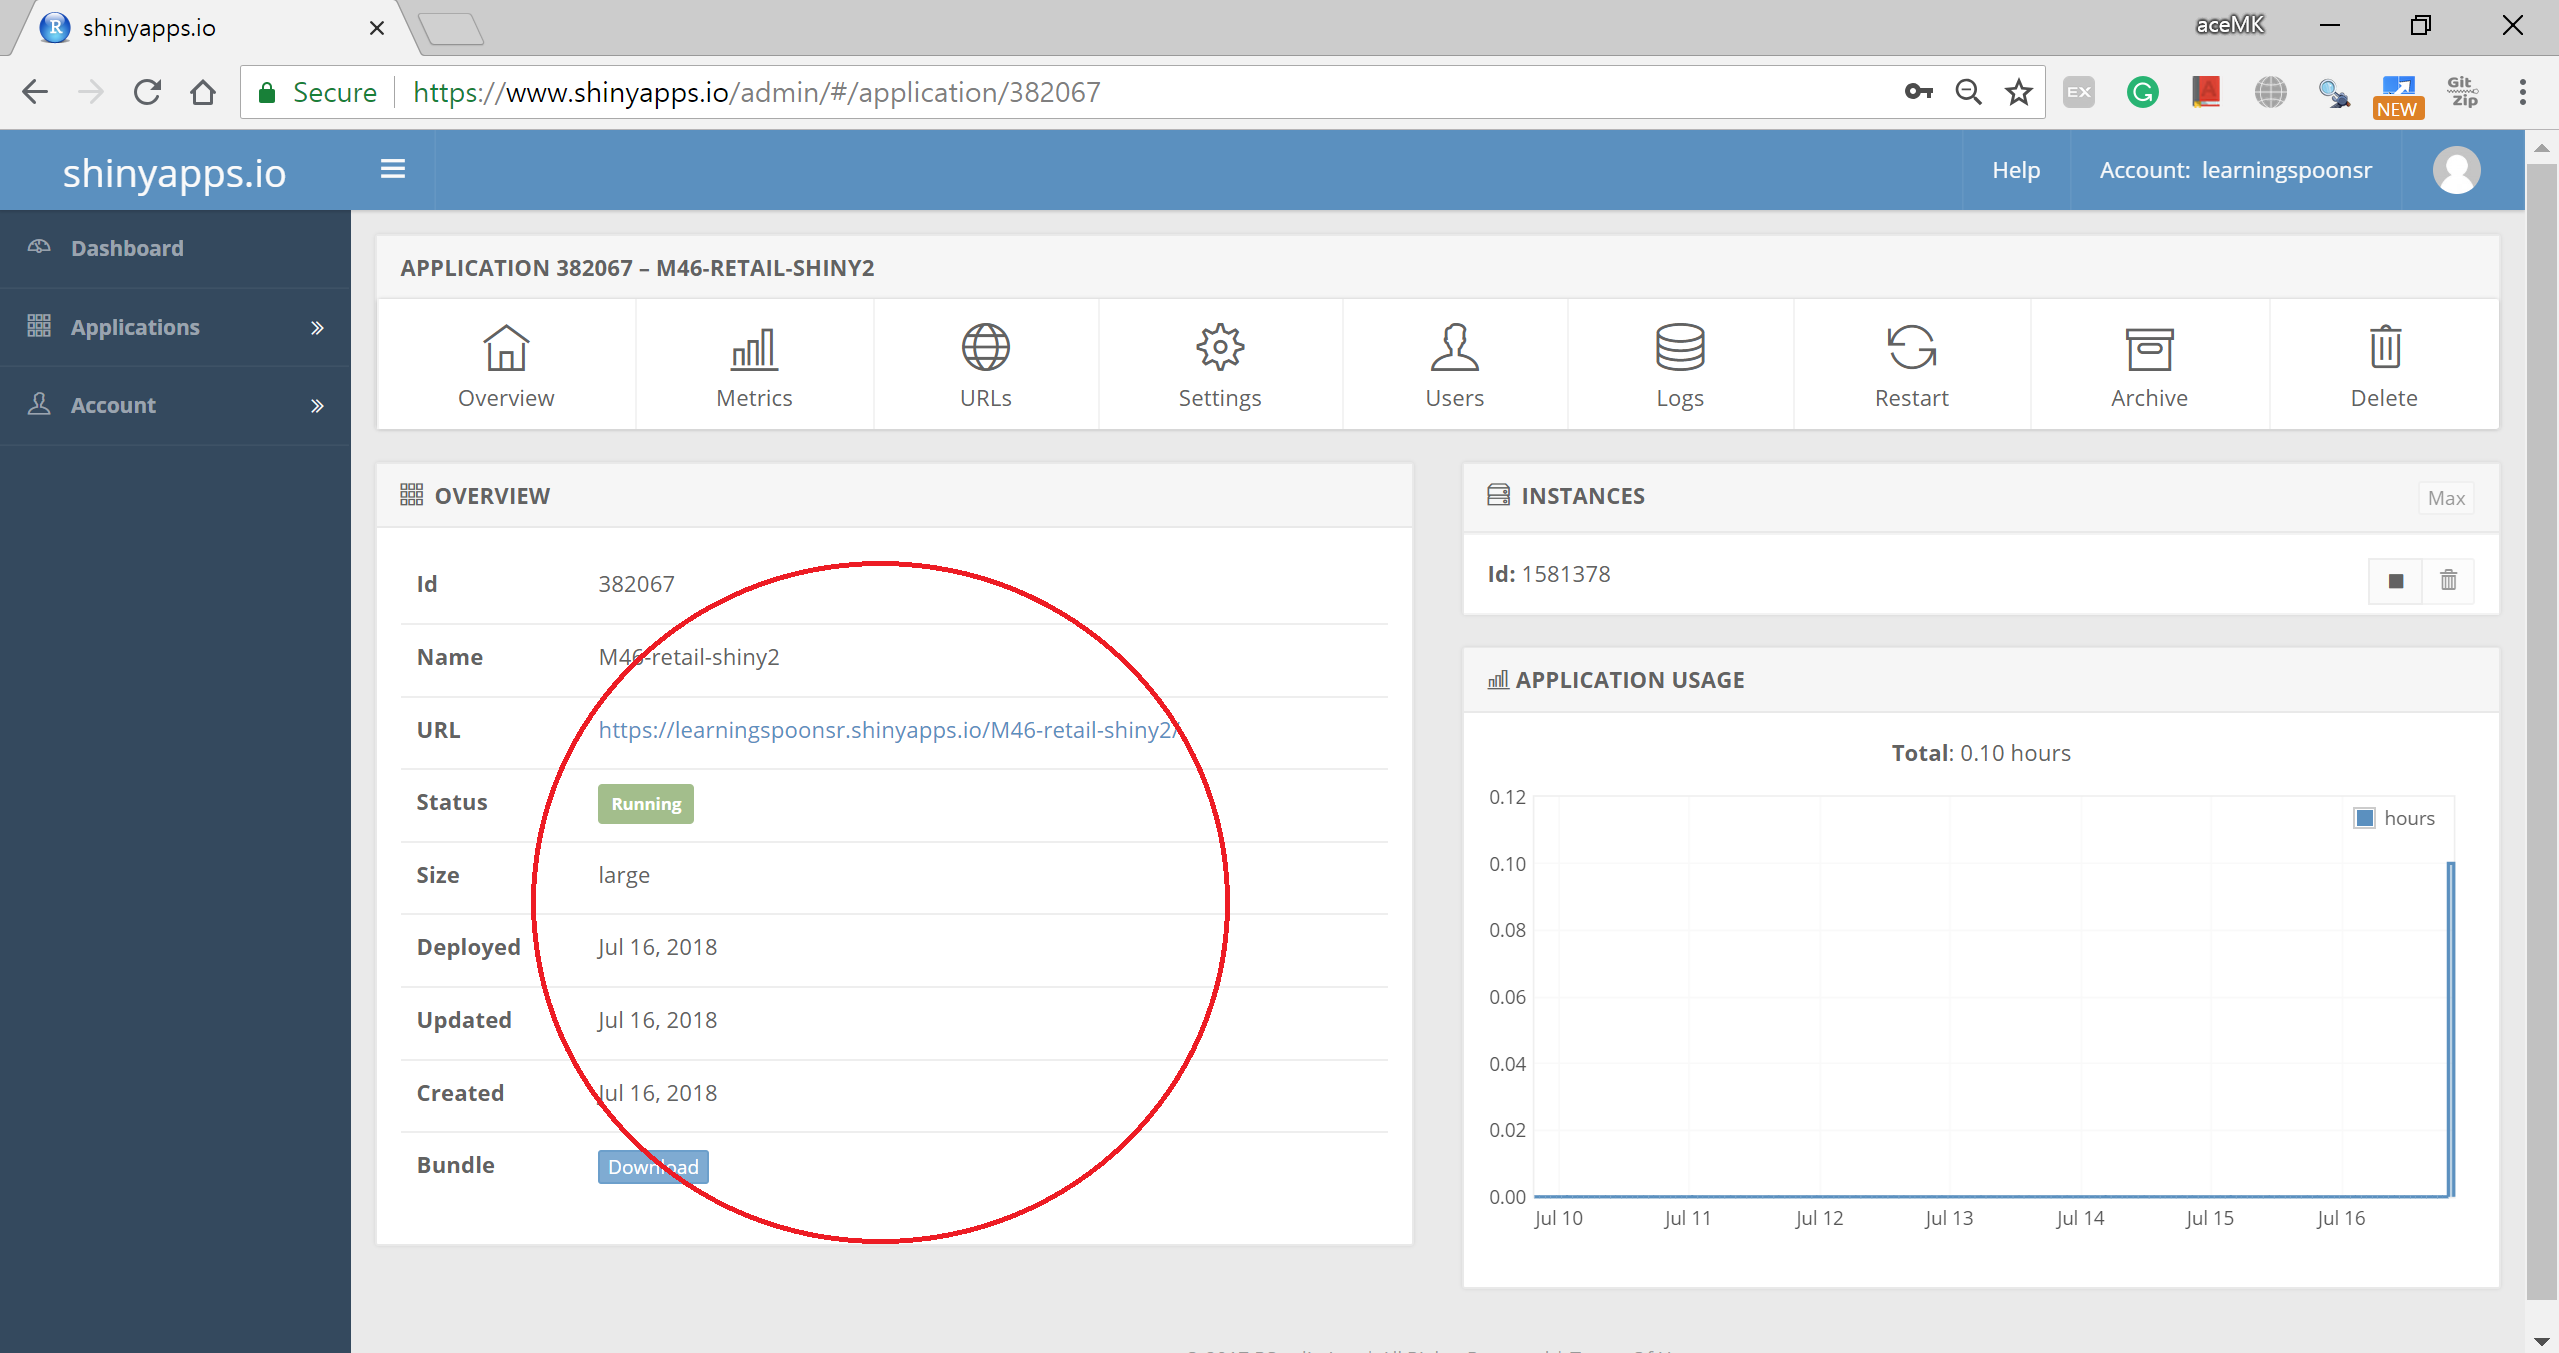 shinyapps.io
aceMK
Secure https://www.shinyapps.io/admin/#/application/382067
EX
G
A
NEW
Git
Zip
shinyapps.io
Help
Account: learningspoonsr
Dashboard
Applications
Account
APPLICATION 382067 – M46-RETAIL-SHINY2
Overview
Metrics
URLs
Settings
Users
Logs
Restart
Archive
Delete
OVERVIEW
Id 382067
Name M46-retail-shiny2
URL https://learningspoonsr.shinyapps.io/M46-retail-shiny2/
Status Running
Size large
Deployed Jul 16, 2018
Updated Jul 16, 2018
Created Jul 16, 2018
Bundle Download
INSTANCES
Max
Id: 1581378
APPLICATION USAGE
Total: 0.10 hours
hours
0.12
0.10
0.08
0.06
0.04
0.02
0.00
Jul 10 Jul 11 Jul 12 Jul 13 Jul 14 Jul 15 Jul 16